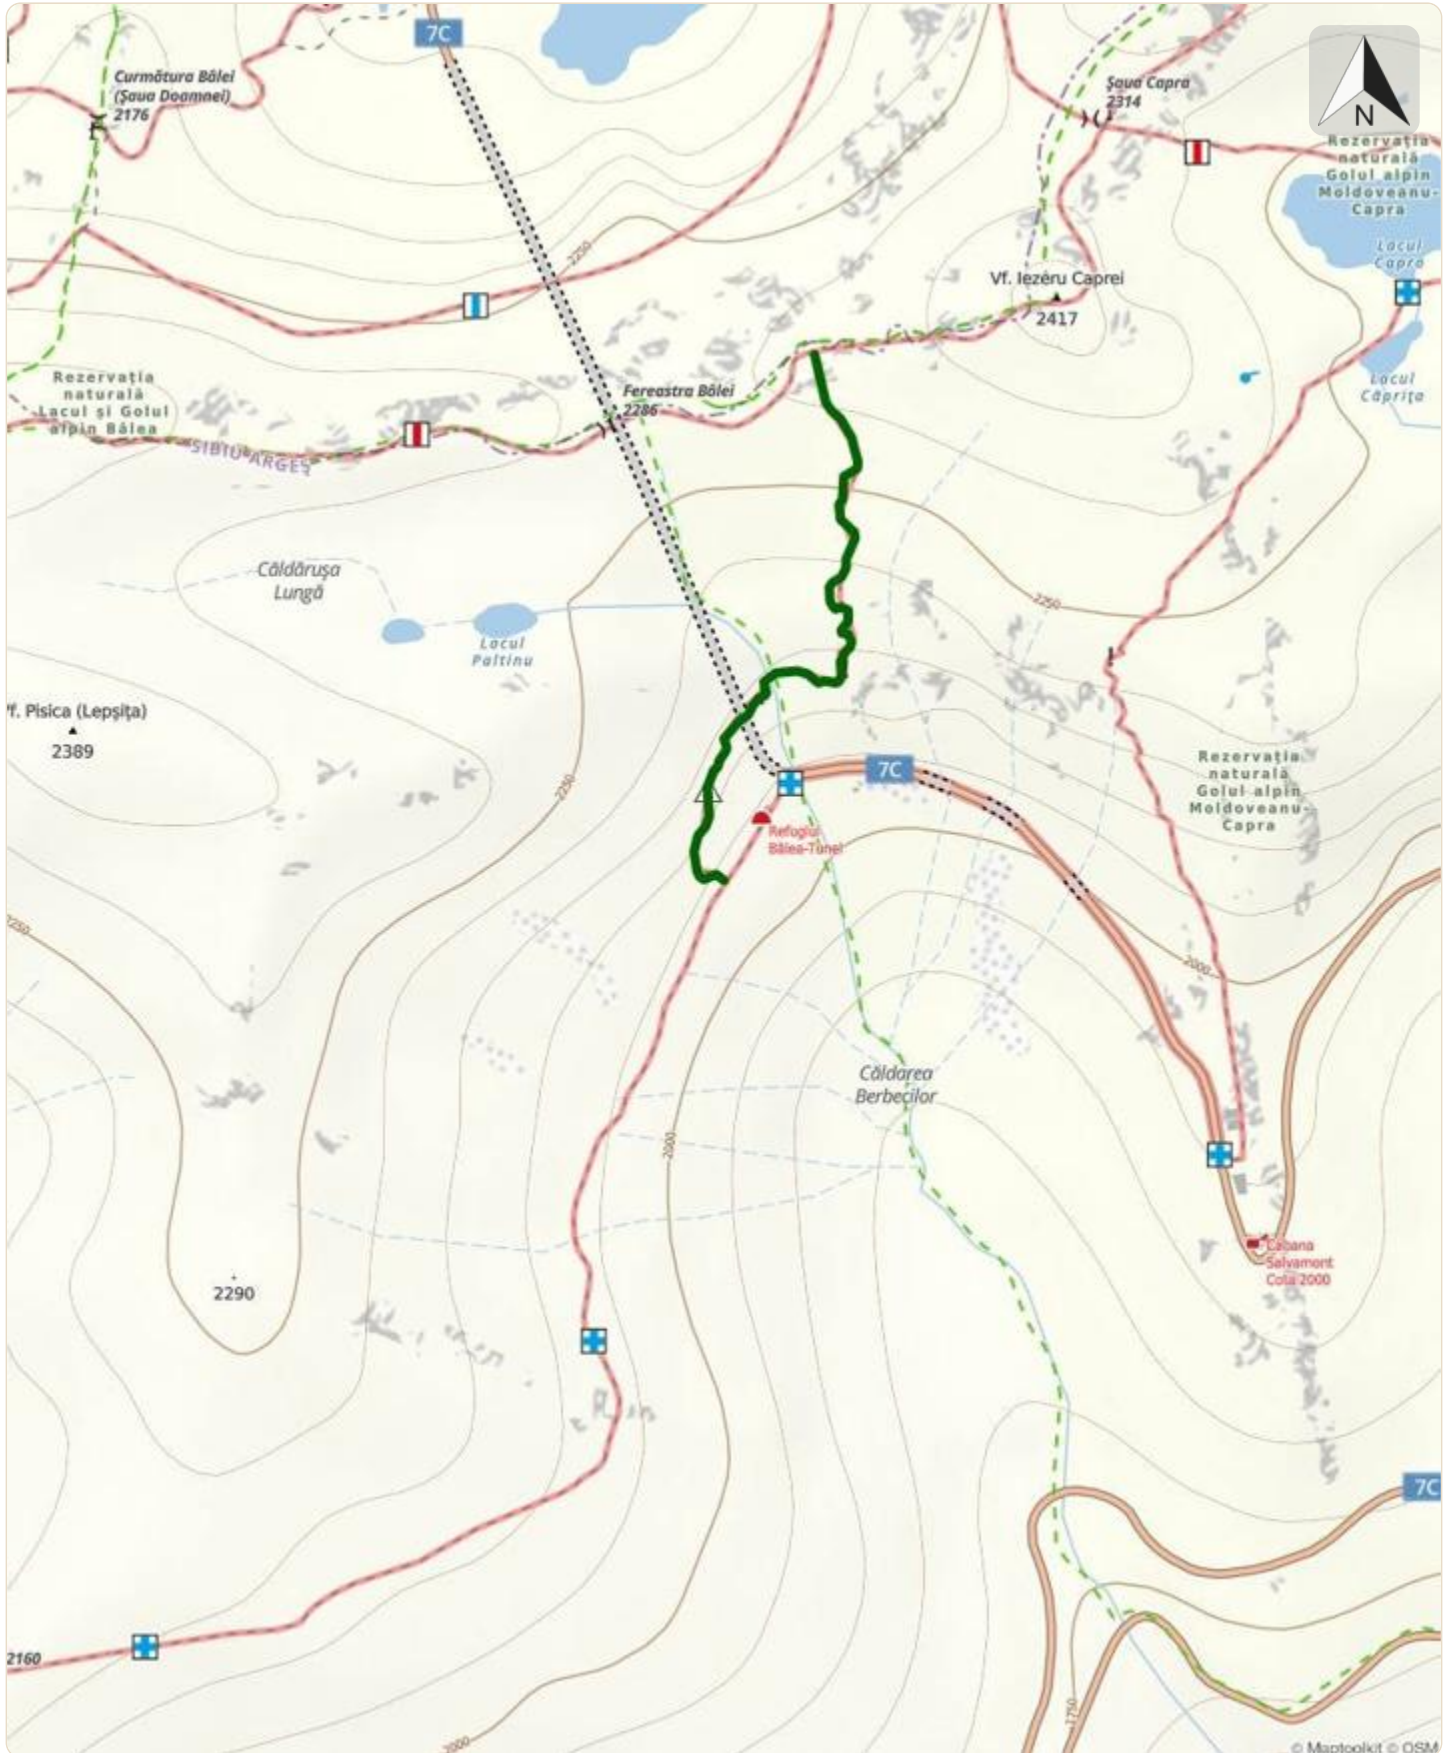 7C
Curmătura Bâlei
(Șaua Doamnei)
2176
Șaua Capra
2314
N
Rezervația
naturală
Golul alpin
Moldoveanu-
Capra
Lacul
Capra
2250
Vf. Iezeru Caprei
2417
Rezervația
naturală
Lacul și Golul
alpin Bâlea
Fereastra Bâlei
2286
Lacul
Căprița
SIBIU
ARGEȘ
Căldărușa
Lungă
2250
Lacul
Paltinu
Vf. Pisica (Lepșița)
2389
2250
7C
Rezervația
naturală
Golul alpin
Moldoveanu-
Capra
Refugiul
Bâlea-Tunel
2250
2000
Căldarea
Berbecilor
2000
Cabana
Salvamont
Cota 2000
2290
7C
2160
1750
2000
© Maptoolkit © OSM